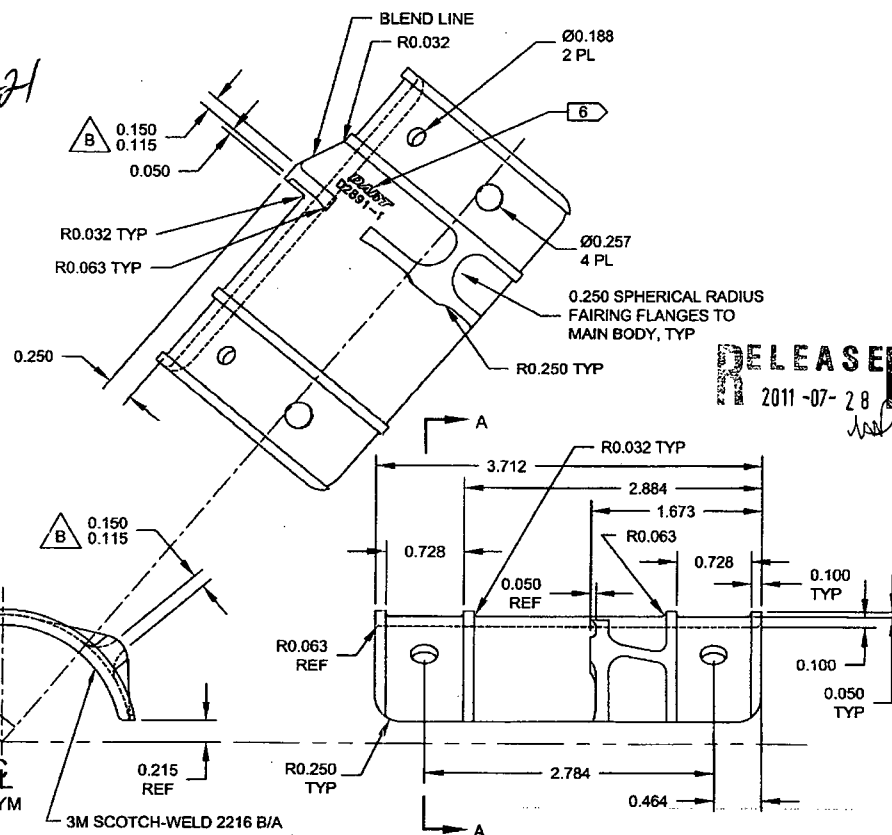 BLEND LINE
R0.032
Ø0.188
2 PL
21
6
B
0.150
0.115
0.050
DART
D2891-1
R0.032 TYP
R0.063 TYP
Ø0.257
4 PL
0.250 SPHERICAL RADIUS
FAIRING FLANGES TO
MAIN BODY, TYP
R0.250 TYP
0.250
RELEASE
2011-07-28
A
R0.032 TYP
3.712
2.884
1.673
B
0.150
0.115
0.728
R0.063
0.728
0.050
REF
0.100
TYP
R0.063
REF
0.100
0.050
TYP
0.215
REF
R0.250
TYP
2.784
0.464
YM
3M SCOTCH-WELD 2216 B/A
A